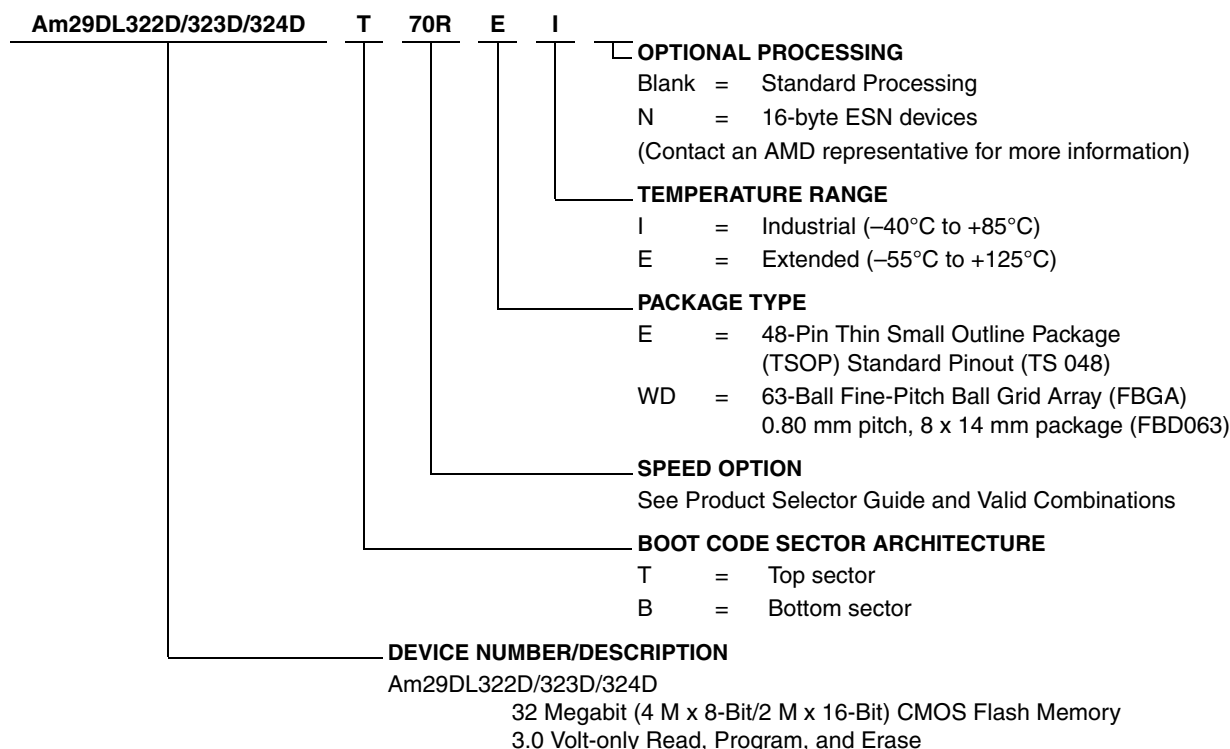 Am29DL322D/323D/324D T 70R E I
OPTIONAL PROCESSING
Blank = Standard Processing
N = 16-byte ESN devices
(Contact an AMD representative for more information)
TEMPERATURE RANGE
I = Industrial (–40°C to +85°C)
E = Extended (–55°C to +125°C)
PACKAGE TYPE
E = 48-Pin Thin Small Outline Package
(TSOP) Standard Pinout (TS 048)
WD = 63-Ball Fine-Pitch Ball Grid Array (FBGA)
0.80 mm pitch, 8 x 14 mm package (FBD063)
SPEED OPTION
See Product Selector Guide and Valid Combinations
BOOT CODE SECTOR ARCHITECTURE
T = Top sector
B = Bottom sector
DEVICE NUMBER/DESCRIPTION
Am29DL322D/323D/324D
32 Megabit (4 M x 8-Bit/2 M x 16-Bit) CMOS Flash Memory
3.0 Volt-only Read, Program, and Erase